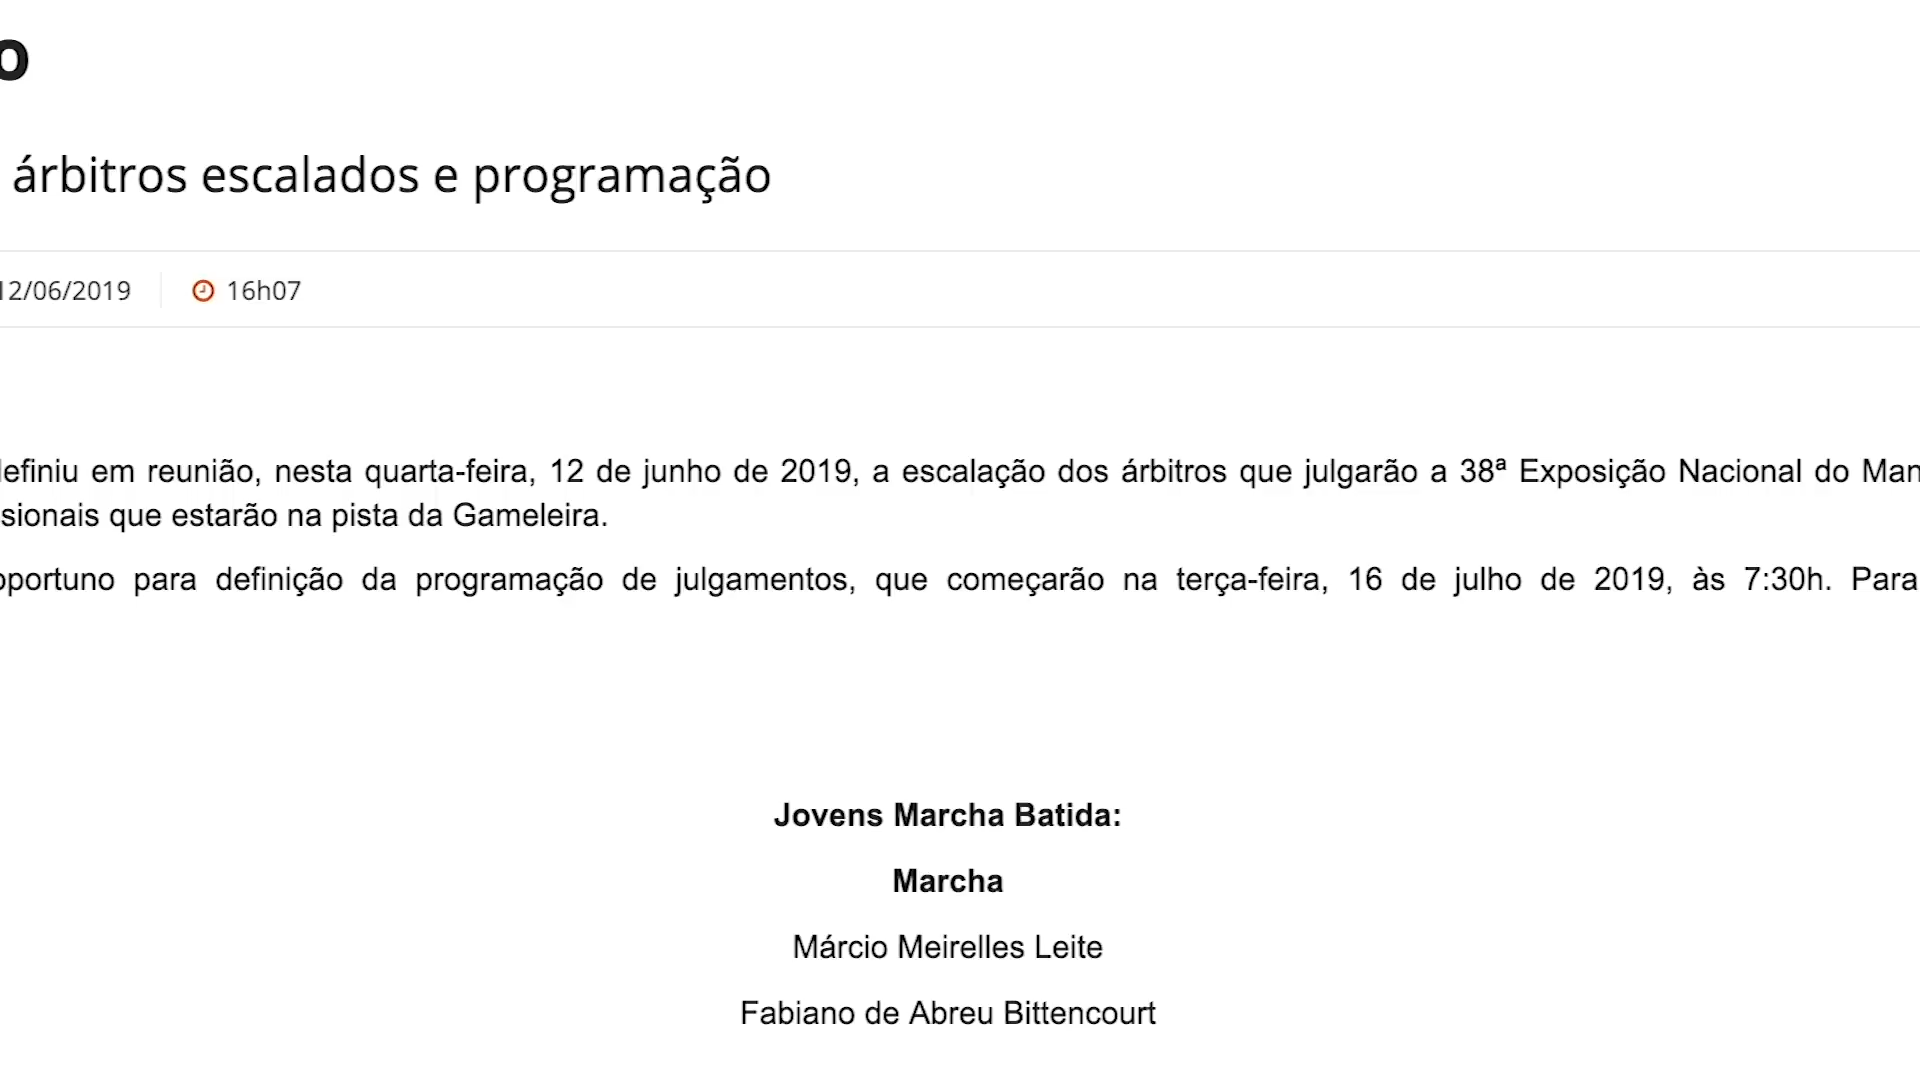 o
árbitros escalados e programação
12/06/2019 16h07
definiu em reunião, nesta quarta-feira, 12 de junho de 2019, a escalação dos árbitros que julgarão a 38ª Exposição Nacional do Man
sionais que estarão na pista da Gameleira.
oportuno para definição da programação de julgamentos, que começarão na terça-feira, 16 de julho de 2019, às 7:30h. Para
Jovens Marcha Batida:
Marcha
Márcio Meirelles Leite
Fabiano de Abreu Bittencourt